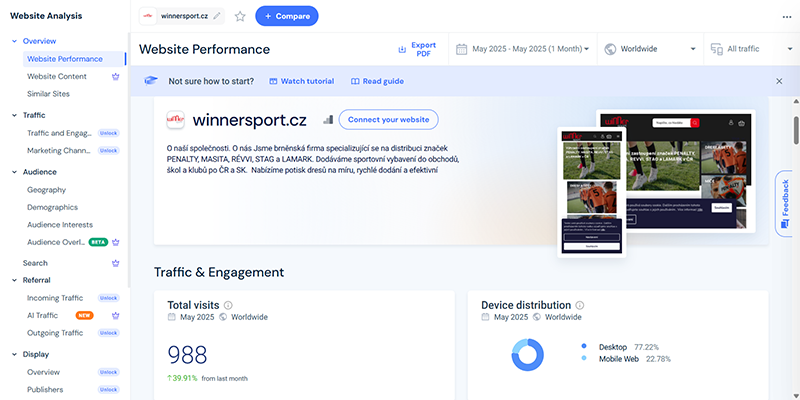 Website Analysis
winnersport.cz
+ Compare
Overview
Website Performance
Website Content
Similar Sites
Traffic
Traffic and Engag... Unlock
Marketing Chann... Unlock
Audience
Geography
Demographics
Audience Interests
Audience Overl... BETA
Search
Referral
Incoming Traffic Unlock
AI Traffic NEW
Outgoing Traffic Unlock
Display
Overview Unlock
Publishers Unlock
Website Performance
Export
PDF
May 2025 - May 2025 (1 Month)
Worldwide
All traffic
Not sure how to start?
Watch tutorial
Read guide
winnersport.cz
Connect your website
O naší společnosti. O nás Jsme brněnská firma specializující se na distribuci značek
PENALTY, MASITA, RÉVVI, STAG a LAMARK. Dodáváme sportovní vybavení do obchodů,
škol a klubů po ČR a SK. Nabízíme potisk dresů na míru, rychlé dodání a efektivní
Feedback
Traffic & Engagement
Total visits
May 2025 Worldwide
988
39.91% from last month
Device distribution
May 2025 Worldwide
Desktop 77.22%
Mobile Web 22.78%